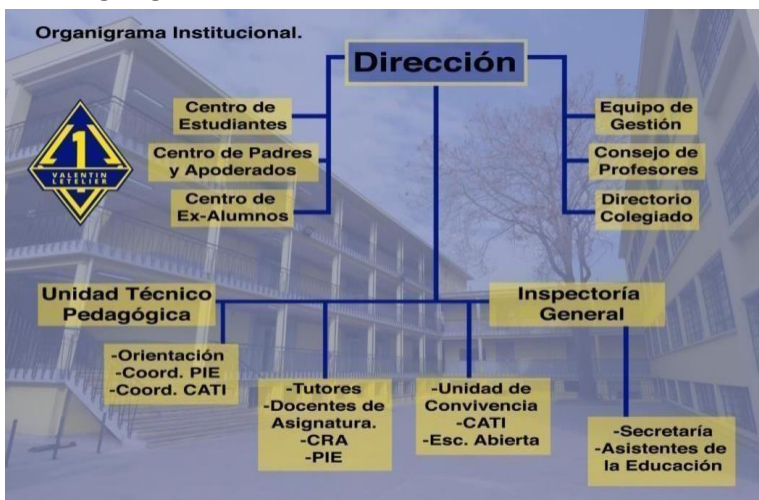 Organigrama Institucional.
Dirección
Centro de
Estudiantes
Centro de Padres
y Apoderados
Centro de
Ex-Alumnos
Equipo de
Gestión
Consejo de
Profesores
Directorio
Colegiado
1
VALENTIN
LETELIER
Unidad Técnico
Pedagógica
Inspectoría
General
-Orientación
-Coord. PIE
-Coord. CATI
-Tutores
-Docentes de
Asignatura.
-CRA
-PIE
-Unidad de
Convivencia
-CATI
-Esc. Abierta
-Secretaría
-Asistentes de
la Educación